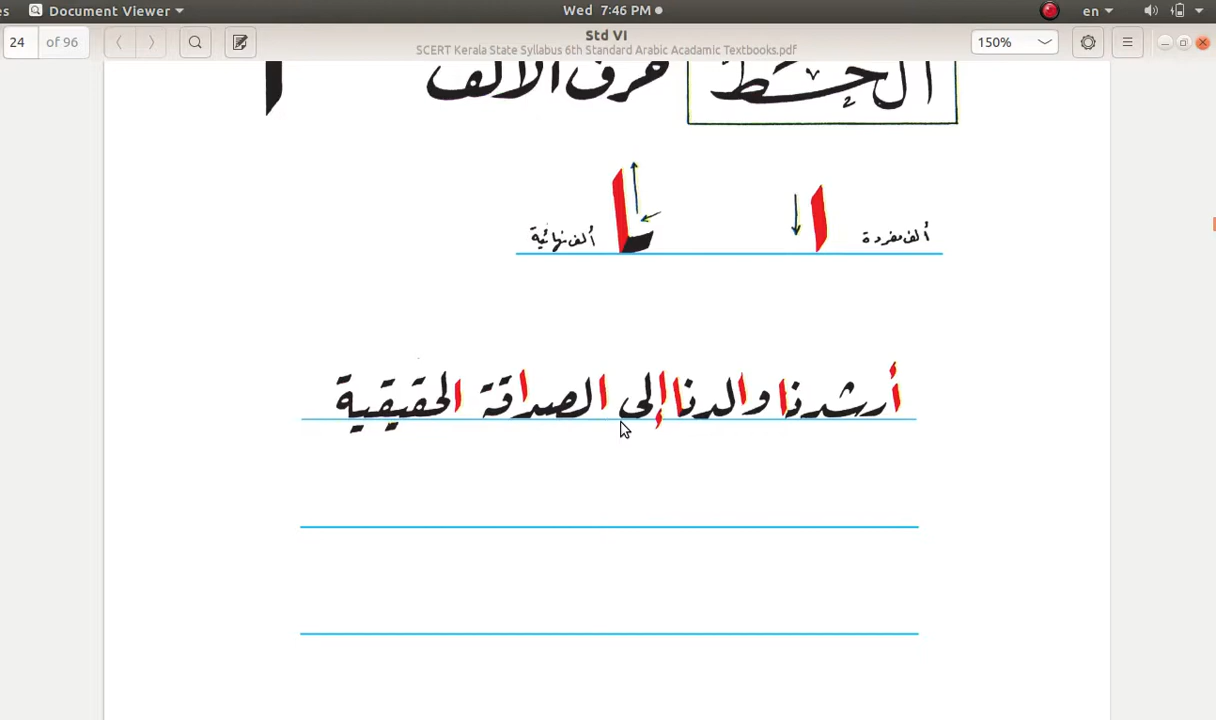 Document Viewer Wed 7:46 PM en
24 of 96 Std VI 150%
SCERT Kerala State Syllabus 6th Standard Arabic Acadamic Textbooks.pdf
الخط حرف الألف ا
ألف مفردة ألف نهائية
أرشدنا والدنا إلى الصداقة الحقيقية